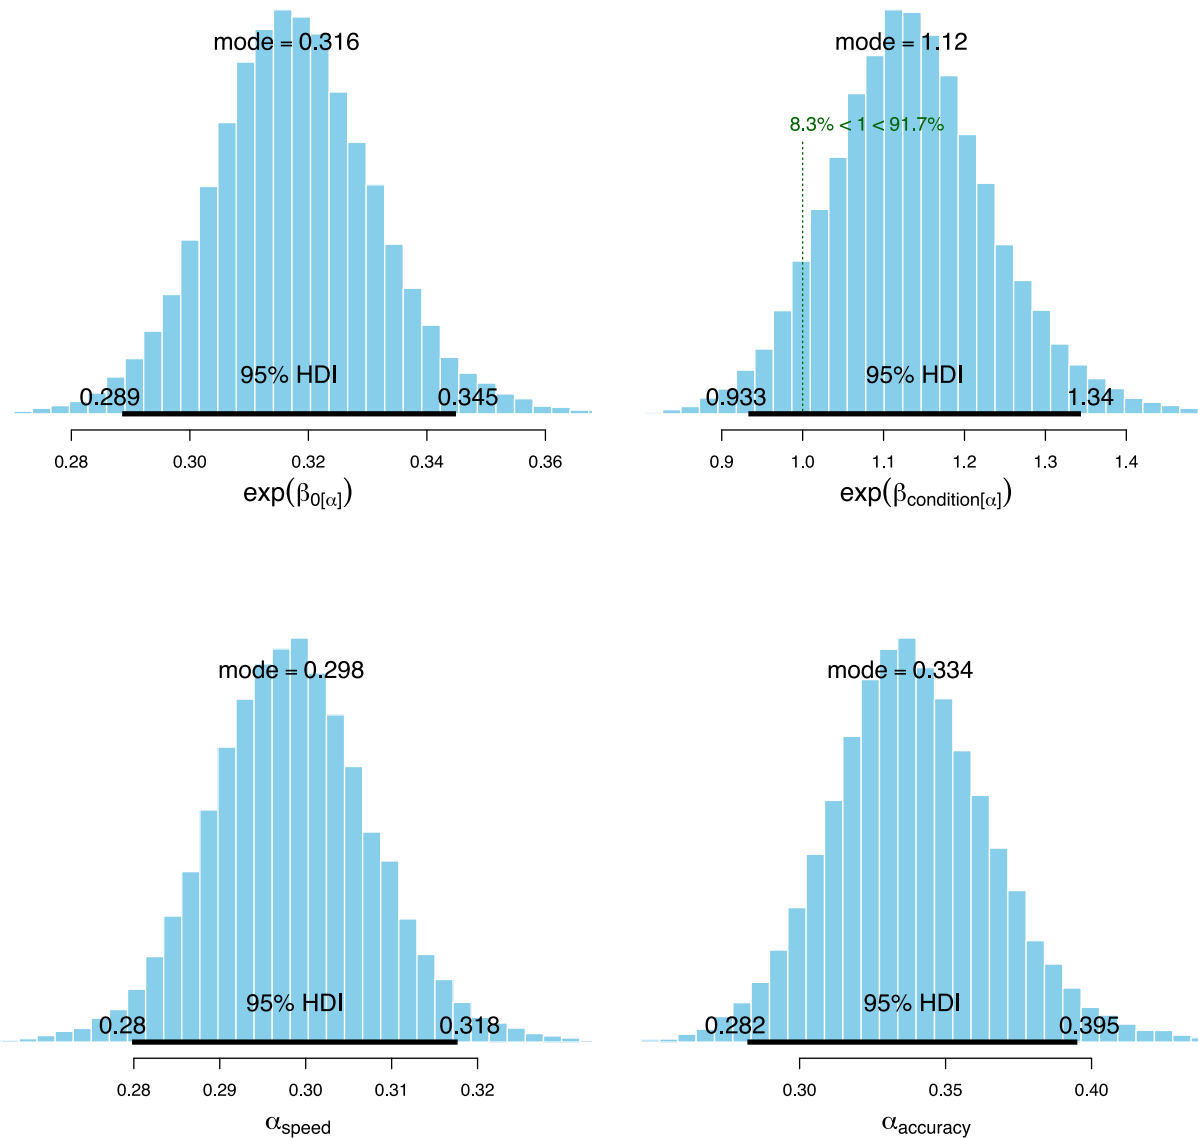 mode = 0.316
95% HDI
0.289 0.345
0.28 0.30 0.32 0.34 0.36
exp(β0[α])
mode = 1.12
8.3% < 1 < 91.7%
95% HDI
0.933 1.34
0.9 1.0 1.1 1.2 1.3 1.4
exp(βcondition[α])
mode = 0.298
95% HDI
0.28 0.318
0.28 0.29 0.30 0.31 0.32
αspeed
mode = 0.334
95% HDI
0.282 0.395
0.30 0.35 0.40
αaccuracy